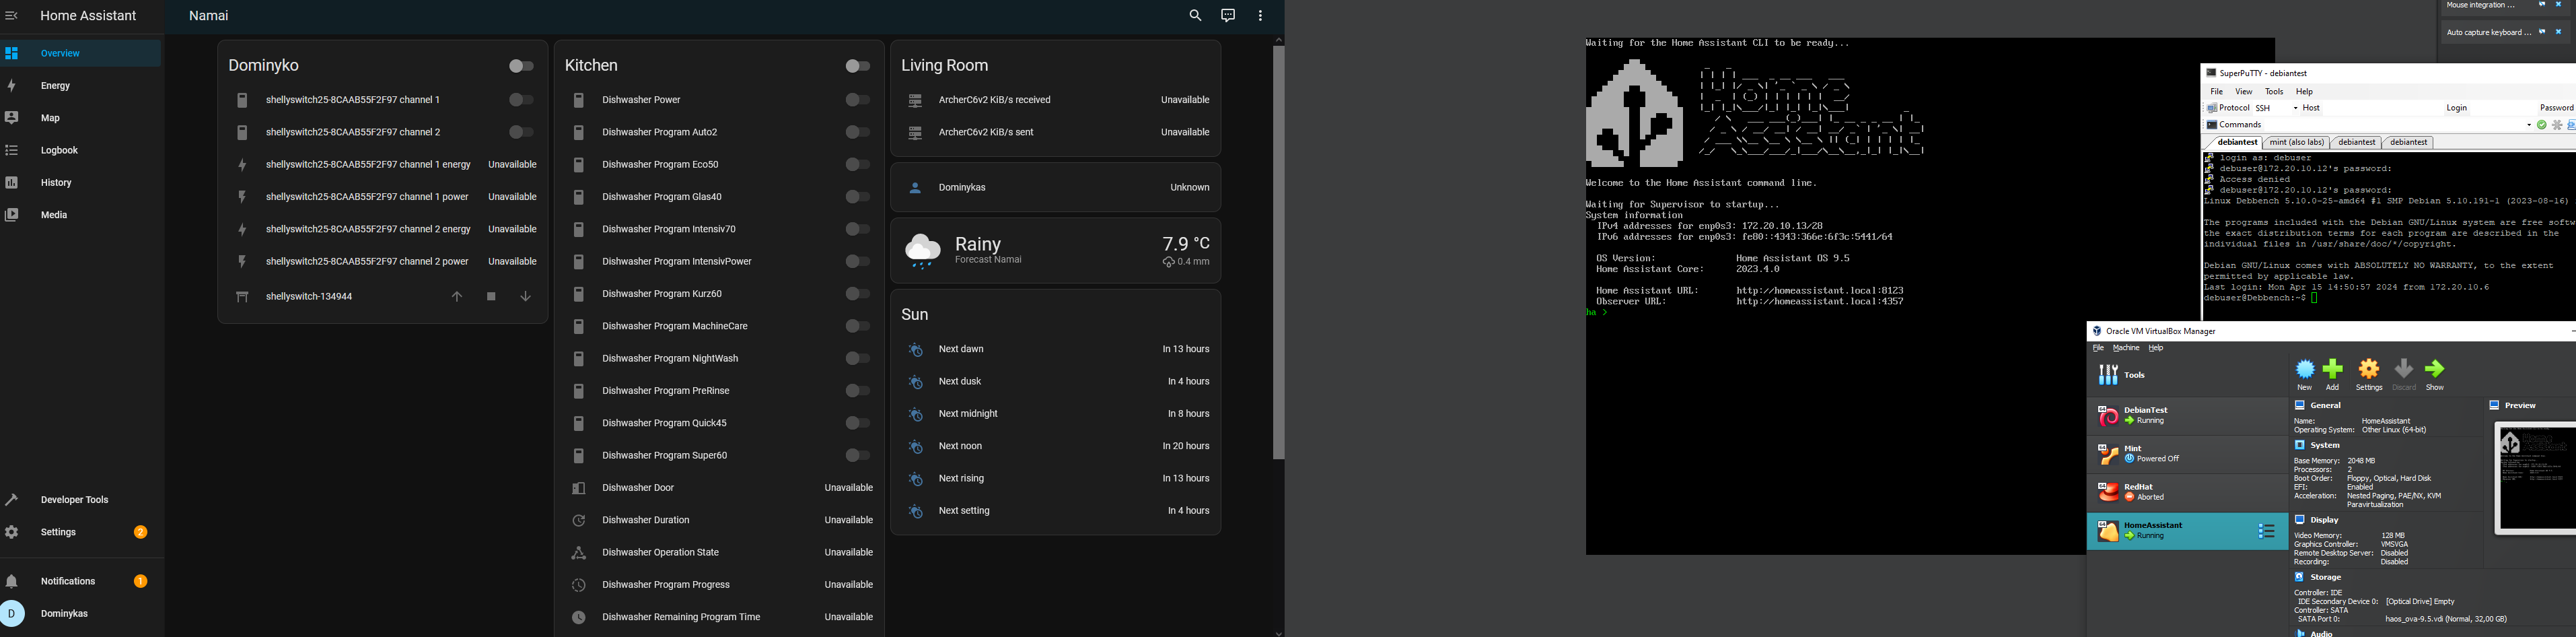 Home Assistant
Overview
Energy
Map
Logbook
History
Media
Developer Tools
Settings 2
Notifications 1
D Dominykas
Namai
Dominyko
shellyswitch25-8CAAB55F2F97 channel 1
shellyswitch25-8CAAB55F2F97 channel 2
shellyswitch25-8CAAB55F2F97 channel 1 energy Unavailable
shellyswitch25-8CAAB55F2F97 channel 1 power Unavailable
shellyswitch25-8CAAB55F2F97 channel 2 energy Unavailable
shellyswitch25-8CAAB55F2F97 channel 2 power Unavailable
shellyswitch-134944
Kitchen
Dishwasher Power
Dishwasher Program Auto2
Dishwasher Program Eco50
Dishwasher Program Glas40
Dishwasher Program Intensiv70
Dishwasher Program IntensivPower
Dishwasher Program Kurz60
Dishwasher Program MachineCare
Dishwasher Program NightWash
Dishwasher Program PreRinse
Dishwasher Program Quick45
Dishwasher Program Super60
Dishwasher Door Unavailable
Dishwasher Duration Unavailable
Dishwasher Operation State Unavailable
Dishwasher Program Progress Unavailable
Dishwasher Remaining Program Time Unavailable
Living Room
ArcherC6v2 KiB/s received Unavailable
ArcherC6v2 KiB/s sent Unavailable
Dominykas Unknown
Rainy 7.9 °C
Forecast Namai 0.4 mm
Sun
Next dawn In 13 hours
Next dusk In 4 hours
Next midnight In 8 hours
Next noon In 20 hours
Next rising In 13 hours
Next setting In 4 hours
Waiting for the Home Assistant CLI to be ready...
Home
Assistant
Welcome to the Home Assistant command line.
Waiting for Supervisor to startup...
System information
IPv4 addresses for enp0s3: 172.20.10.13/28
IPv6 addresses for enp0s3: fe80::4343:366e:6f3c:5441/64
OS Version: Home Assistant OS 9.5
Home Assistant Core: 2023.4.0
Home Assistant URL: http://homeassistant.local:8123
Observer URL: http://homeassistant.local:4357
ha >
Mouse integration ...
Auto capture keyboard ...
SuperPuTTY - debiantest
File View Tools Help
Protocol SSH Host Login Password
Commands
debiantest mint (also labs) debiantest debiantest
login as: debuser
debuser@172.20.10.12's password:
Access denied
debuser@172.20.10.12's password:
Linux Debbench 5.10.0-25-amd64 #1 SMP Debian 5.10.191-1 (2023-08-16)
The programs included with the Debian GNU/Linux system are free softw
the exact distribution terms for each program are described in the
individual files in /usr/share/doc/*/copyright.
Debian GNU/Linux comes with ABSOLUTELY NO WARRANTY, to the extent
permitted by applicable law.
Last login: Mon Apr 15 14:50:57 2024 from 172.20.10.6
debuser@Debbench:~$
Oracle VM VirtualBox Manager
File Machine Help
Tools
New Add Settings Discard Show
64 DebianTest
Running
64 Mint
Powered Off
64 RedHat
Aborted
64 HomeAssistant
Running
General
Name: HomeAssistant
Operating System: Other Linux (64-bit)
System
Base Memory: 2048 MB
Processors: 2
Boot Order: Floppy, Optical, Hard Disk
EFI: Enabled
Acceleration: Nested Paging, PAE/NX, KVM
Paravirtualization
Display
Video Memory: 128 MB
Graphics Controller: VMSVGA
Remote Desktop Server: Disabled
Recording: Disabled
Storage
Controller: IDE
IDE Secondary Device 0: [Optical Drive] Empty
Controller: SATA
SATA Port 0: haos_ova-9.5.vdi (Normal, 32,00 GB)
Audio
Preview